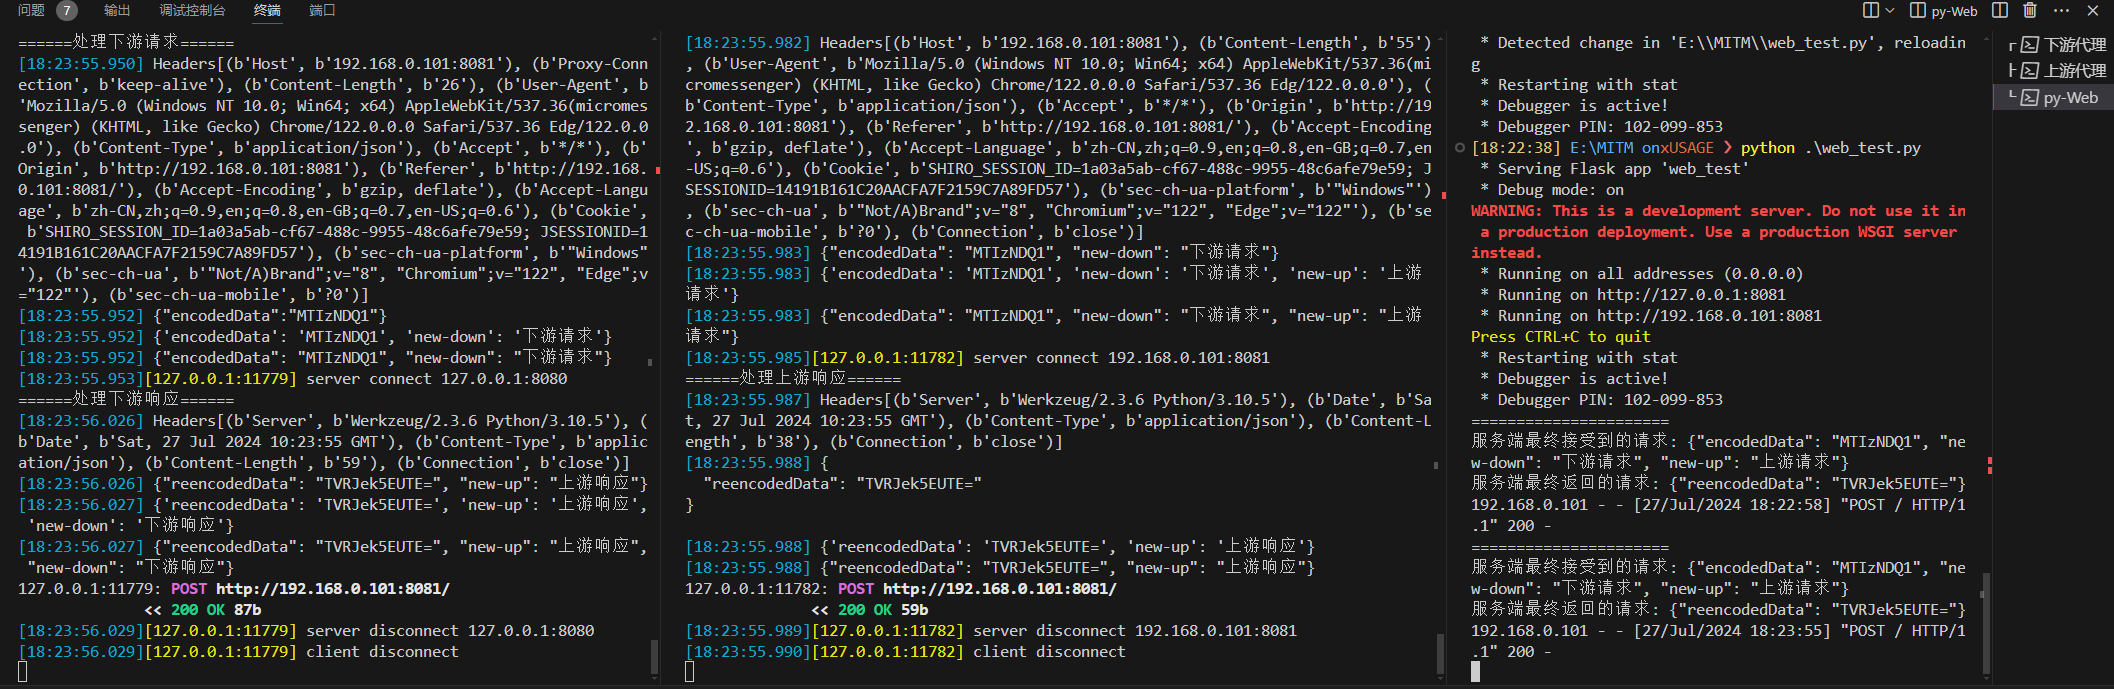 问题 7 输出 调试控制台 终端 端口
py-Web
======处理下游请求======
[18:23:55.950] Headers[(b'Host', b'192.168.0.101:8081'), (b'Proxy-Conn
ection', b'keep-alive'), (b'Content-Length', b'26'), (b'User-Agent', b
'Mozilla/5.0 (Windows NT 10.0; Win64; x64) AppleWebKit/537.36(micromes
senger) (KHTML, like Gecko) Chrome/122.0.0.0 Safari/537.36 Edg/122.0.0
.0'), (b'Content-Type', b'application/json'), (b'Accept', b'*/*'), (b'
Origin', b'http://192.168.0.101:8081'), (b'Referer', b'http://192.168.
0.101:8081/'), (b'Accept-Encoding', b'gzip, deflate'), (b'Accept-Langu
age', b'zh-CN,zh;q=0.9,en;q=0.8,en-GB;q=0.7,en-US;q=0.6'), (b'Cookie',
b'SHIRO_SESSION_ID=1a03a5ab-cf67-488c-9955-48c6afe79e59; JSESSIONID=1
4191B161C20AACFA7F2159C7A89FD57'), (b'sec-ch-ua-platform', b'"Windows"
'), (b'sec-ch-ua', b'"Not/A)Brand";v="8", "Chromium";v="122", "Edge";v
="122"'), (b'sec-ch-ua-mobile', b'?0')]
[18:23:55.952] {"encodedData":"MTIzNDQ1"}
[18:23:55.952] {'encodedData': 'MTIzNDQ1', 'new-down': '下游请求'}
[18:23:55.952] {"encodedData": "MTIzNDQ1", "new-down": "下游请求"}
[18:23:55.953][127.0.0.1:11779] server connect 127.0.0.1:8080
======处理下游响应======
[18:23:56.026] Headers[(b'Server', b'Werkzeug/2.3.6 Python/3.10.5'), (
b'Date', b'Sat, 27 Jul 2024 10:23:55 GMT'), (b'Content-Type', b'applic
ation/json'), (b'Content-Length', b'59'), (b'Connection', b'close')]
[18:23:56.026] {"reencodedData": "TVRJek5EUTE=", "new-up": "上游响应"}
[18:23:56.027] {'reencodedData': 'TVRJek5EUTE=', 'new-up': '上游响应',
'new-down': '下游响应'}
[18:23:56.027] {"reencodedData": "TVRJek5EUTE=", "new-up": "上游响应",
"new-down": "下游响应"}
127.0.0.1:11779: POST http://192.168.0.101:8081/
<< 200 OK 87b
[18:23:56.029][127.0.0.1:11779] server disconnect 127.0.0.1:8080
[18:23:56.029][127.0.0.1:11779] client disconnect
[18:23:55.982] Headers[(b'Host', b'192.168.0.101:8081'), (b'Content-Length', b'55')
, (b'User-Agent', b'Mozilla/5.0 (Windows NT 10.0; Win64; x64) AppleWebKit/537.36(mi
cromessenger) (KHTML, like Gecko) Chrome/122.0.0.0 Safari/537.36 Edg/122.0.0.0'), (
b'Content-Type', b'application/json'), (b'Accept', b'*/*'), (b'Origin', b'http://19
2.168.0.101:8081'), (b'Referer', b'http://192.168.0.101:8081/'), (b'Accept-Encoding
', b'gzip, deflate'), (b'Accept-Language', b'zh-CN,zh;q=0.9,en;q=0.8,en-GB;q=0.7,en
-US;q=0.6'), (b'Cookie', b'SHIRO_SESSION_ID=1a03a5ab-cf67-488c-9955-48c6afe79e59; J
SESSIONID=14191B161C20AACFA7F2159C7A89FD57'), (b'sec-ch-ua-platform', b'"Windows"')
, (b'sec-ch-ua', b'"Not/A)Brand";v="8", "Chromium";v="122", "Edge";v="122"'), (b'se
c-ch-ua-mobile', b'?0'), (b'Connection', b'close')]
[18:23:55.983] {"encodedData": "MTIzNDQ1", "new-down": "下游请求"}
[18:23:55.983] {'encodedData': 'MTIzNDQ1', 'new-down': '下游请求', 'new-up': '上游
请求'}
[18:23:55.983] {"encodedData": "MTIzNDQ1", "new-down": "下游请求", "new-up": "上游
请求"}
[18:23:55.985][127.0.0.1:11782] server connect 192.168.0.101:8081
======处理上游响应======
[18:23:55.987] Headers[(b'Server', b'Werkzeug/2.3.6 Python/3.10.5'), (b'Date', b'Sa
t, 27 Jul 2024 10:23:55 GMT'), (b'Content-Type', b'application/json'), (b'Content-L
ength', b'38'), (b'Connection', b'close')]
[18:23:55.988] {
"reencodedData": "TVRJek5EUTE="
}
[18:23:55.988] {'reencodedData': 'TVRJek5EUTE=', 'new-up': '上游响应'}
[18:23:55.988] {"reencodedData": "TVRJek5EUTE=", "new-up": "上游响应"}
127.0.0.1:11782: POST http://192.168.0.101:8081/
<< 200 OK 59b
[18:23:55.989][127.0.0.1:11782] server disconnect 192.168.0.101:8081
[18:23:55.990][127.0.0.1:11782] client disconnect
* Detected change in 'E:\\MITM\\web_test.py', reloadin
g
* Restarting with stat
* Debugger is active!
* Debugger PIN: 102-099-853
[18:22:38] E:\MITM onxUSAGE ❯ python .\web_test.py
* Serving Flask app 'web_test'
* Debug mode: on
WARNING: This is a development server. Do not use it in
a production deployment. Use a production WSGI server
instead.
* Running on all addresses (0.0.0.0)
* Running on http://127.0.0.1:8081
* Running on http://192.168.0.101:8081
Press CTRL+C to quit
* Restarting with stat
* Debugger is active!
* Debugger PIN: 102-099-853
======================
服务端最终接受到的请求: {"encodedData": "MTIzNDQ1", "ne
w-down": "下游请求", "new-up": "上游请求"}
服务端最终返回的请求: {"reencodedData": "TVRJek5EUTE="}
192.168.0.101 - - [27/Jul/2024 18:22:58] "POST / HTTP/1
.1" 200 -
======================
服务端最终接受到的请求: {"encodedData": "MTIzNDQ1", "ne
w-down": "下游请求", "new-up": "上游请求"}
服务端最终返回的请求: {"reencodedData": "TVRJek5EUTE="}
192.168.0.101 - - [27/Jul/2024 18:23:55] "POST / HTTP/1
.1" 200 -
下游代理
上游代理
py-Web